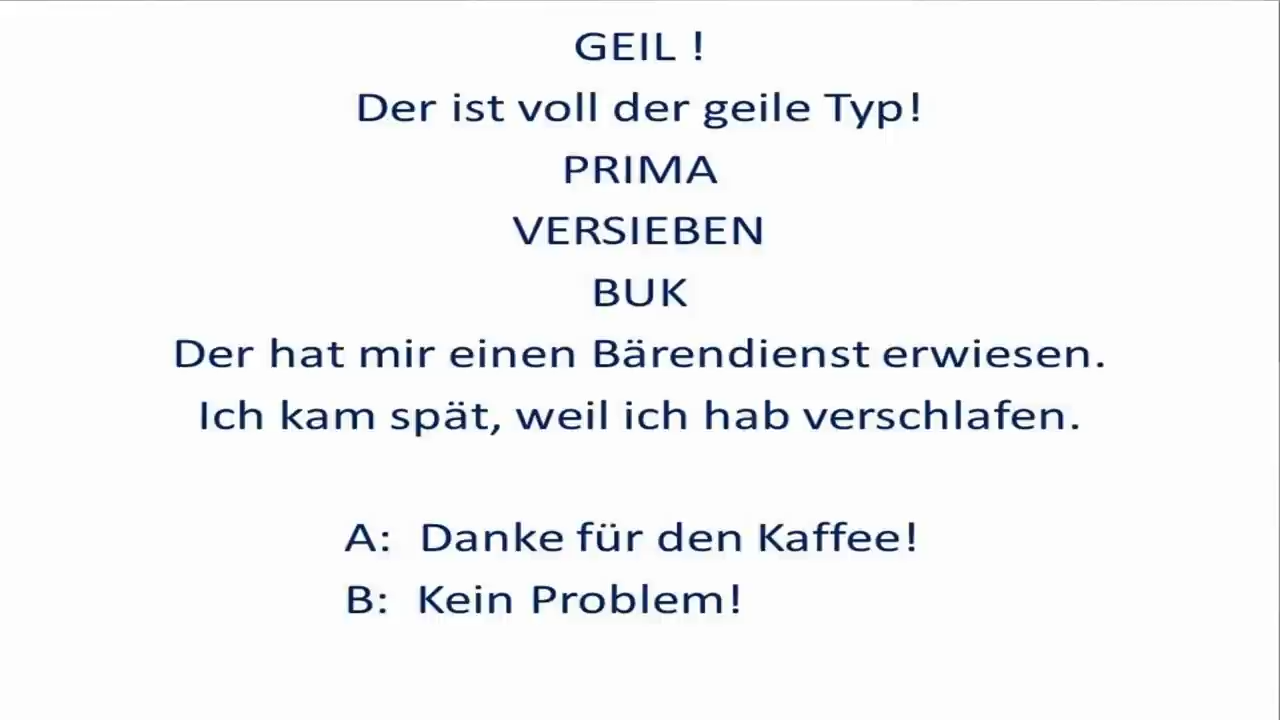 GEIL !
Der ist voll der geile Typ!
PRIMA
VERSIEBEN
BUK
Der hat mir einen Bärendienst erwiesen.
Ich kam spät, weil ich hab verschlafen.
A: Danke für den Kaffee!
B: Kein Problem!